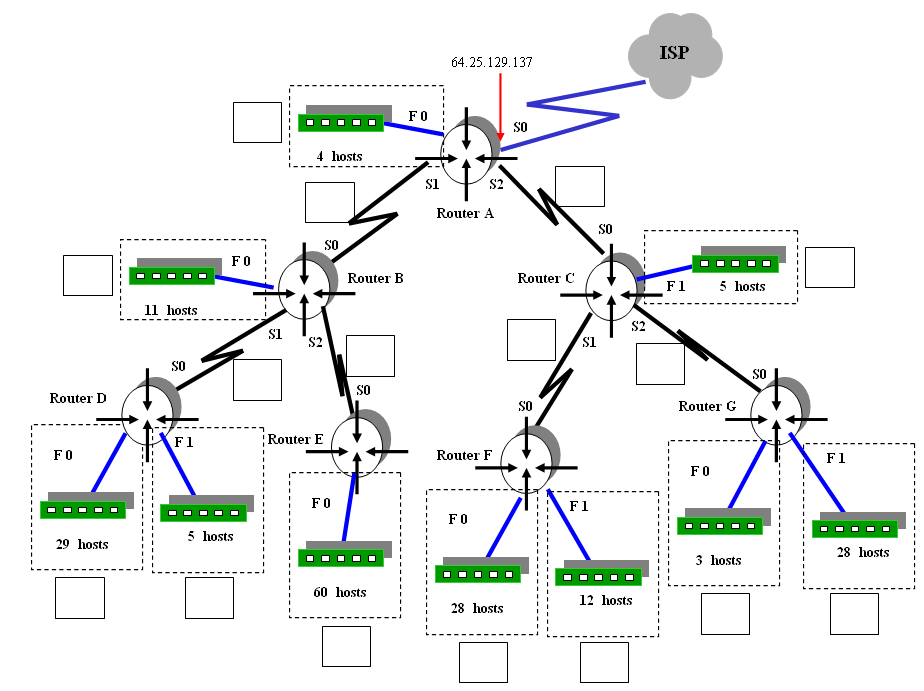 ISP
64.25.129.137
F 0
S0
4 hosts
S1
S2
Router A
S0
S0
F 0
Router B
Router C
F 1
5 hosts
11 hosts
S1
S2
S1
S2
S0
S0
S0
S0
Router D
Router G
Router E
Router F
F 0
F 1
F 0
F 0
F 1
F 0
F 1
29 hosts
5 hosts
60 hosts
28 hosts
12 hosts
3 hosts
28 hosts